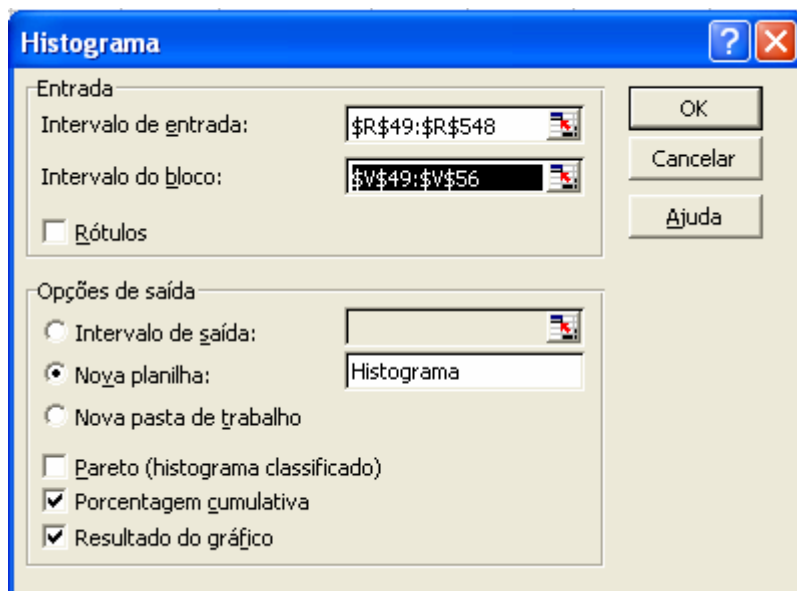 Histograma
Entrada
Intervalo de entrada: $R$49:$R$548
Intervalo do bloco: $V$49:$V$56
Rótulos
OK
Cancelar
Ajuda
Opções de saída
Intervalo de saída:
Nova planilha: Histograma
Nova pasta de trabalho
Pareto (histograma classificado)
Porcentagem cumulativa
Resultado do gráfico